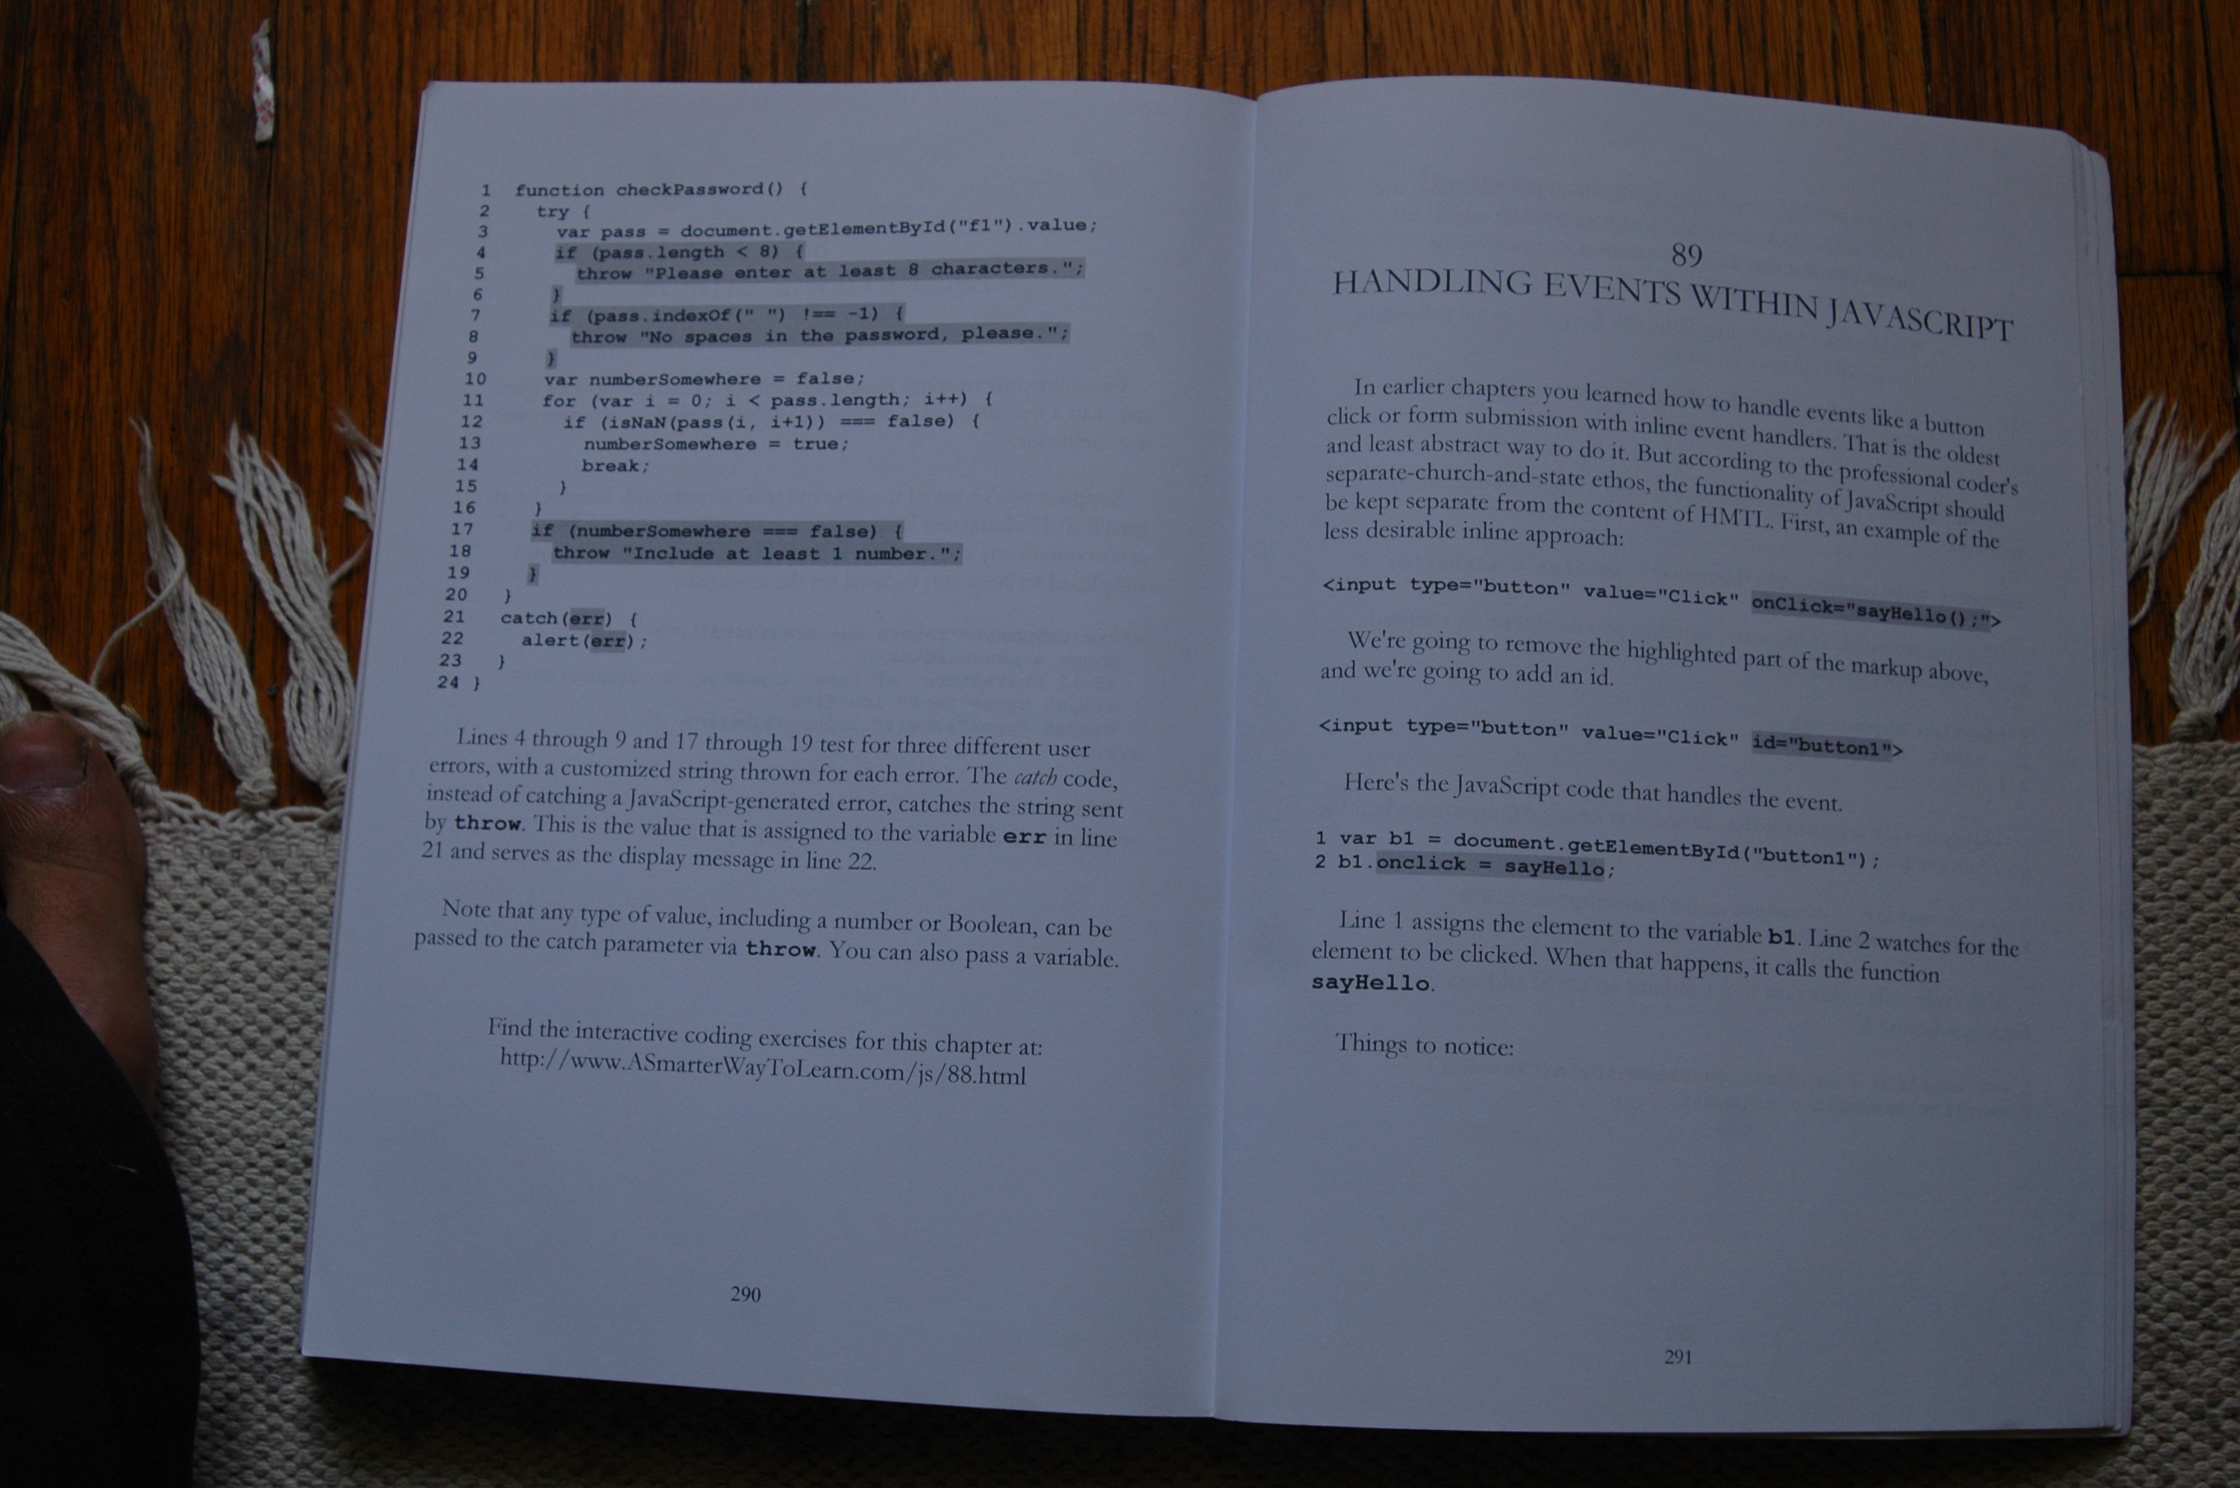 1 function checkPassword() {
2 try {
3 var pass = document.getElementById("f1").value;
4 if (pass.length < 8) {
5 throw "Please enter at least 8 characters.";
6 }
7 if (pass.indexOf(" ") !== -1) {
8 throw "No spaces in the password, please.";
9 }
10 var numberSomewhere = false;
11 for (var i = 0; i < pass.length; i++) {
12 if (isNaN(pass(i, i+1)) === false) {
13 numberSomewhere = true;
14 break;
15 }
16 }
17 if (numberSomewhere === false) {
18 throw "Include at least 1 number.";
19 }
20 }
21 catch(err) {
22 alert(err);
23 }
24 }
Lines 4 through 9 and 17 through 19 test for three different user
errors, with a customized string thrown for each error. The catch code,
instead of catching a JavaScript-generated error, catches the string sent
by throw. This is the value that is assigned to the variable err in line
21 and serves as the display message in line 22.
Note that any type of value, including a number or Boolean, can be
passed to the catch parameter via throw. You can also pass a variable.
Find the interactive coding exercises for this chapter at:
http://www.ASmarterWayToLearn.com/js/88.html
290
89
HANDLING EVENTS WITHIN JAVASCRIPT
In earlier chapters you learned how to handle events like a button
click or form submission with inline event handlers. That is the oldest
and least abstract way to do it. But according to the professional coder's
separate-church-and-state ethos, the functionality of JavaScript should
be kept separate from the content of HMTL. First, an example of the
less desirable inline approach:
<input type="button" value="Click" onClick="sayHello();">
We're going to remove the highlighted part of the markup above,
and we're going to add an id.
<input type="button" value="Click" id="button1">
Here's the JavaScript code that handles the event.
1 var b1 = document.getElementById("button1");
2 b1.onclick = sayHello;
Line 1 assigns the element to the variable b1. Line 2 watches for the
element to be clicked. When that happens, it calls the function
sayHello.
Things to notice:
291